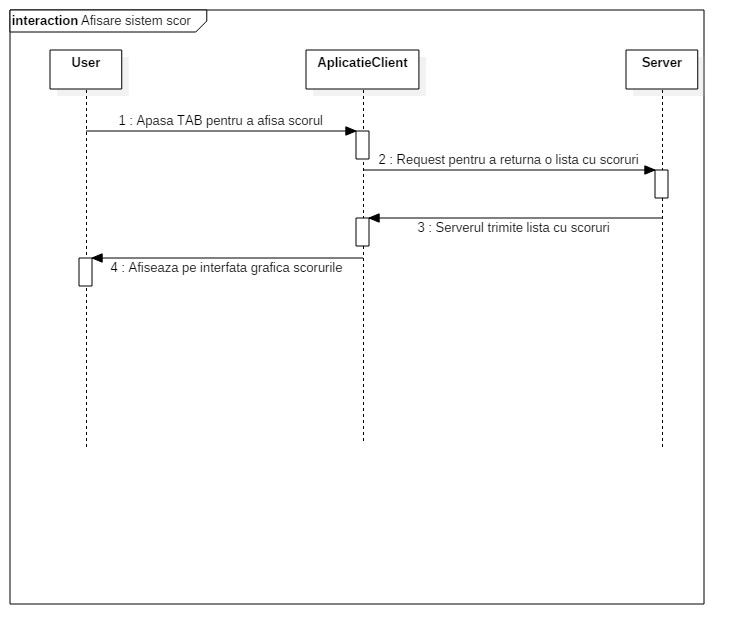 interaction Afisare sistem scor
User
AplicatieClient
Server
1 : Apasa TAB pentru a afisa scorul
2 : Request pentru a returna o lista cu scoruri
3 : Serverul trimite lista cu scoruri
4 : Afiseaza pe interfata grafica scorurile